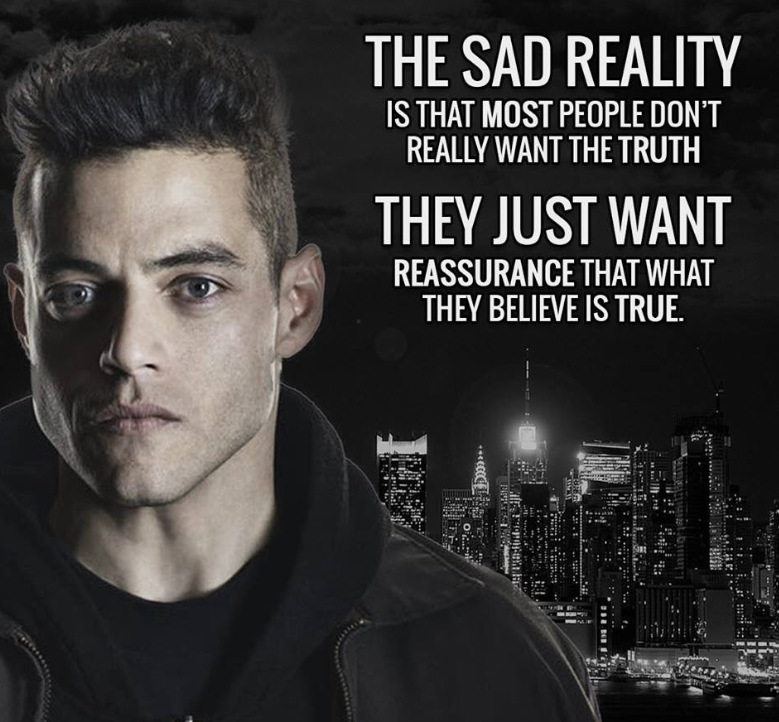 THE SAD REALITY
IS THAT MOST PEOPLE DON'T
REALLY WANT THE TRUTH
THEY JUST WANT
REASSURANCE THAT WHAT
THEY BELIEVE IS TRUE.